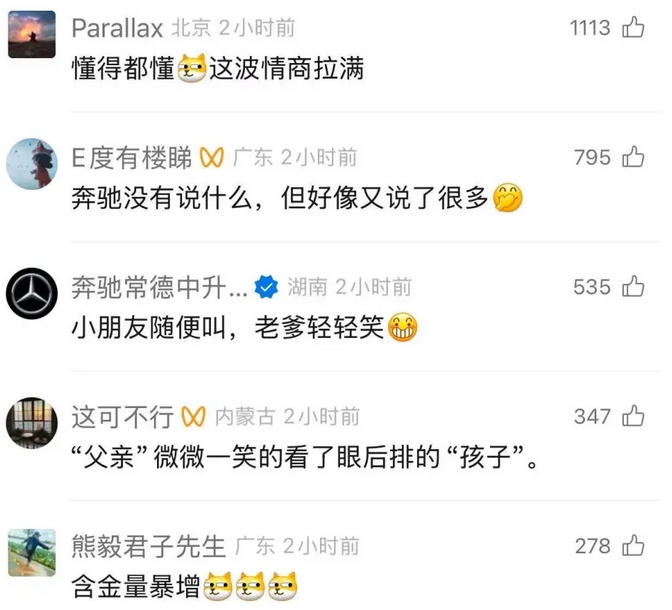 Parallax 北京 2小时前 1113
懂得都懂这波情商拉满
E度有楼睇 广东 2小时前 795
奔驰没有说什么，但好像又说了很多
奔驰常德中升... 湖南 2小时前 535
小朋友随便叫，老爹轻轻笑
这可不行 内蒙古 2小时前 347
“父亲”微微一笑的看了眼后排的“孩子”。
熊毅君子先生 广东 2小时前 278
含金量暴增